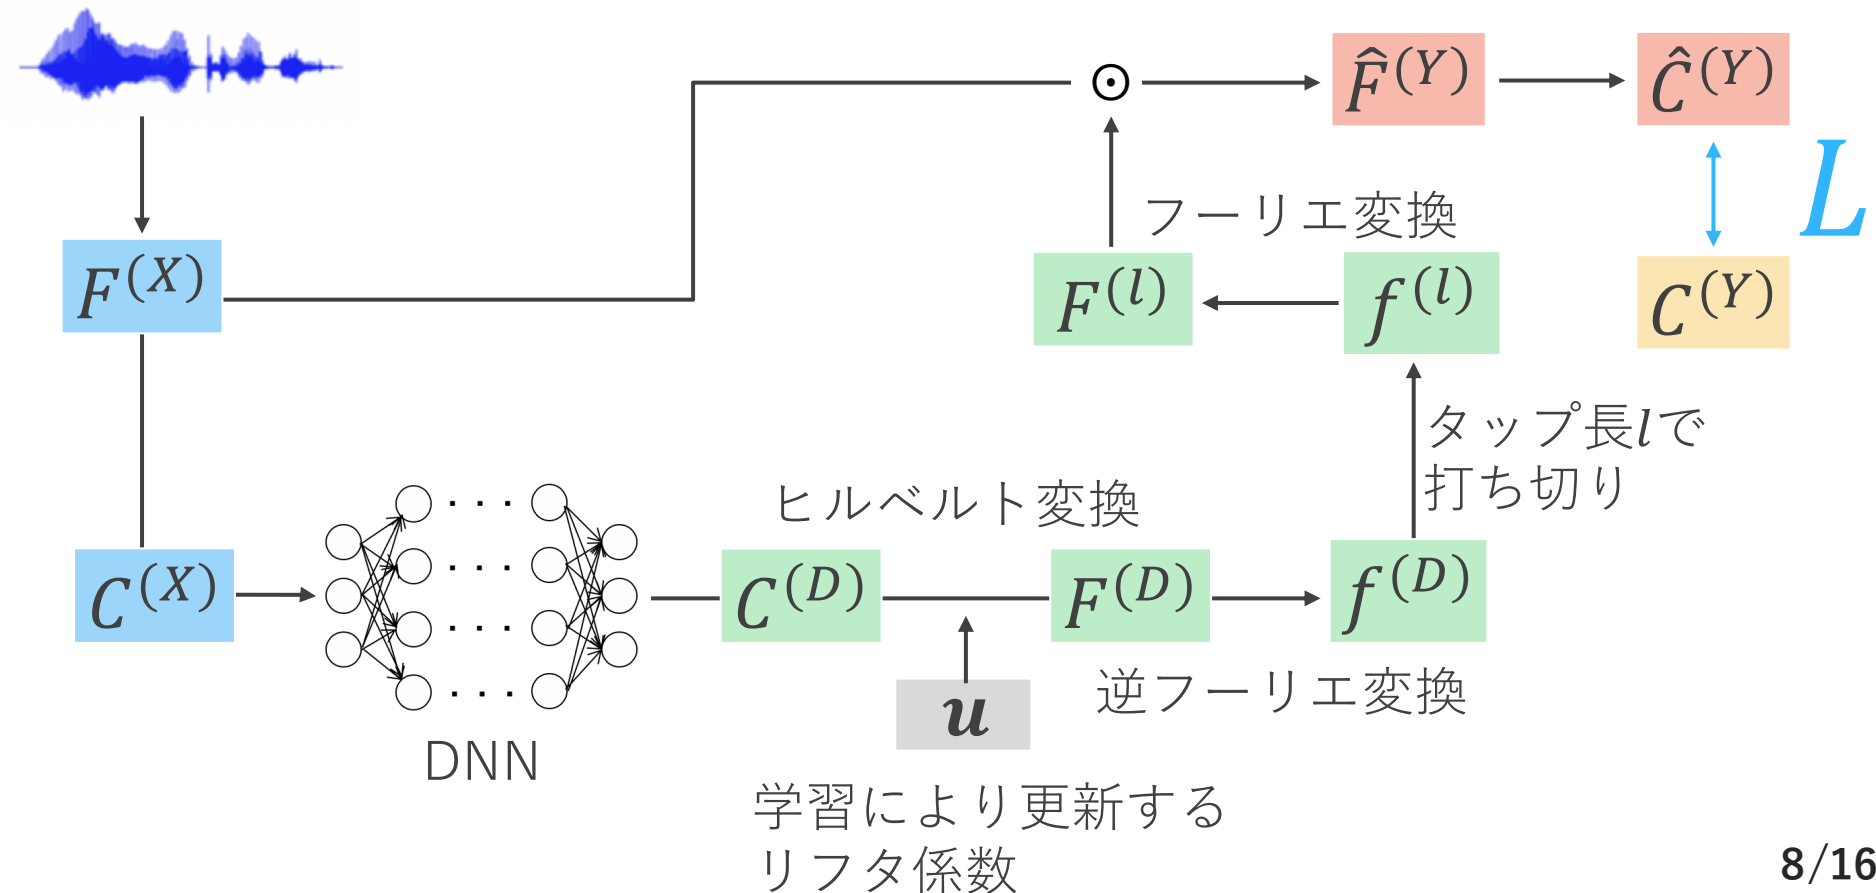 ⊙
F̂^(Y)
Ĉ^(Y)
L
フーリエ変換
F^(X)
F^(l)
f^(l)
C^(Y)
タップ長lで
打ち切り
ヒルベルト変換
C^(X)
C^(D)
F^(D)
f^(D)
逆フーリエ変換
u
DNN
学習により更新する
リフタ係数
8/16